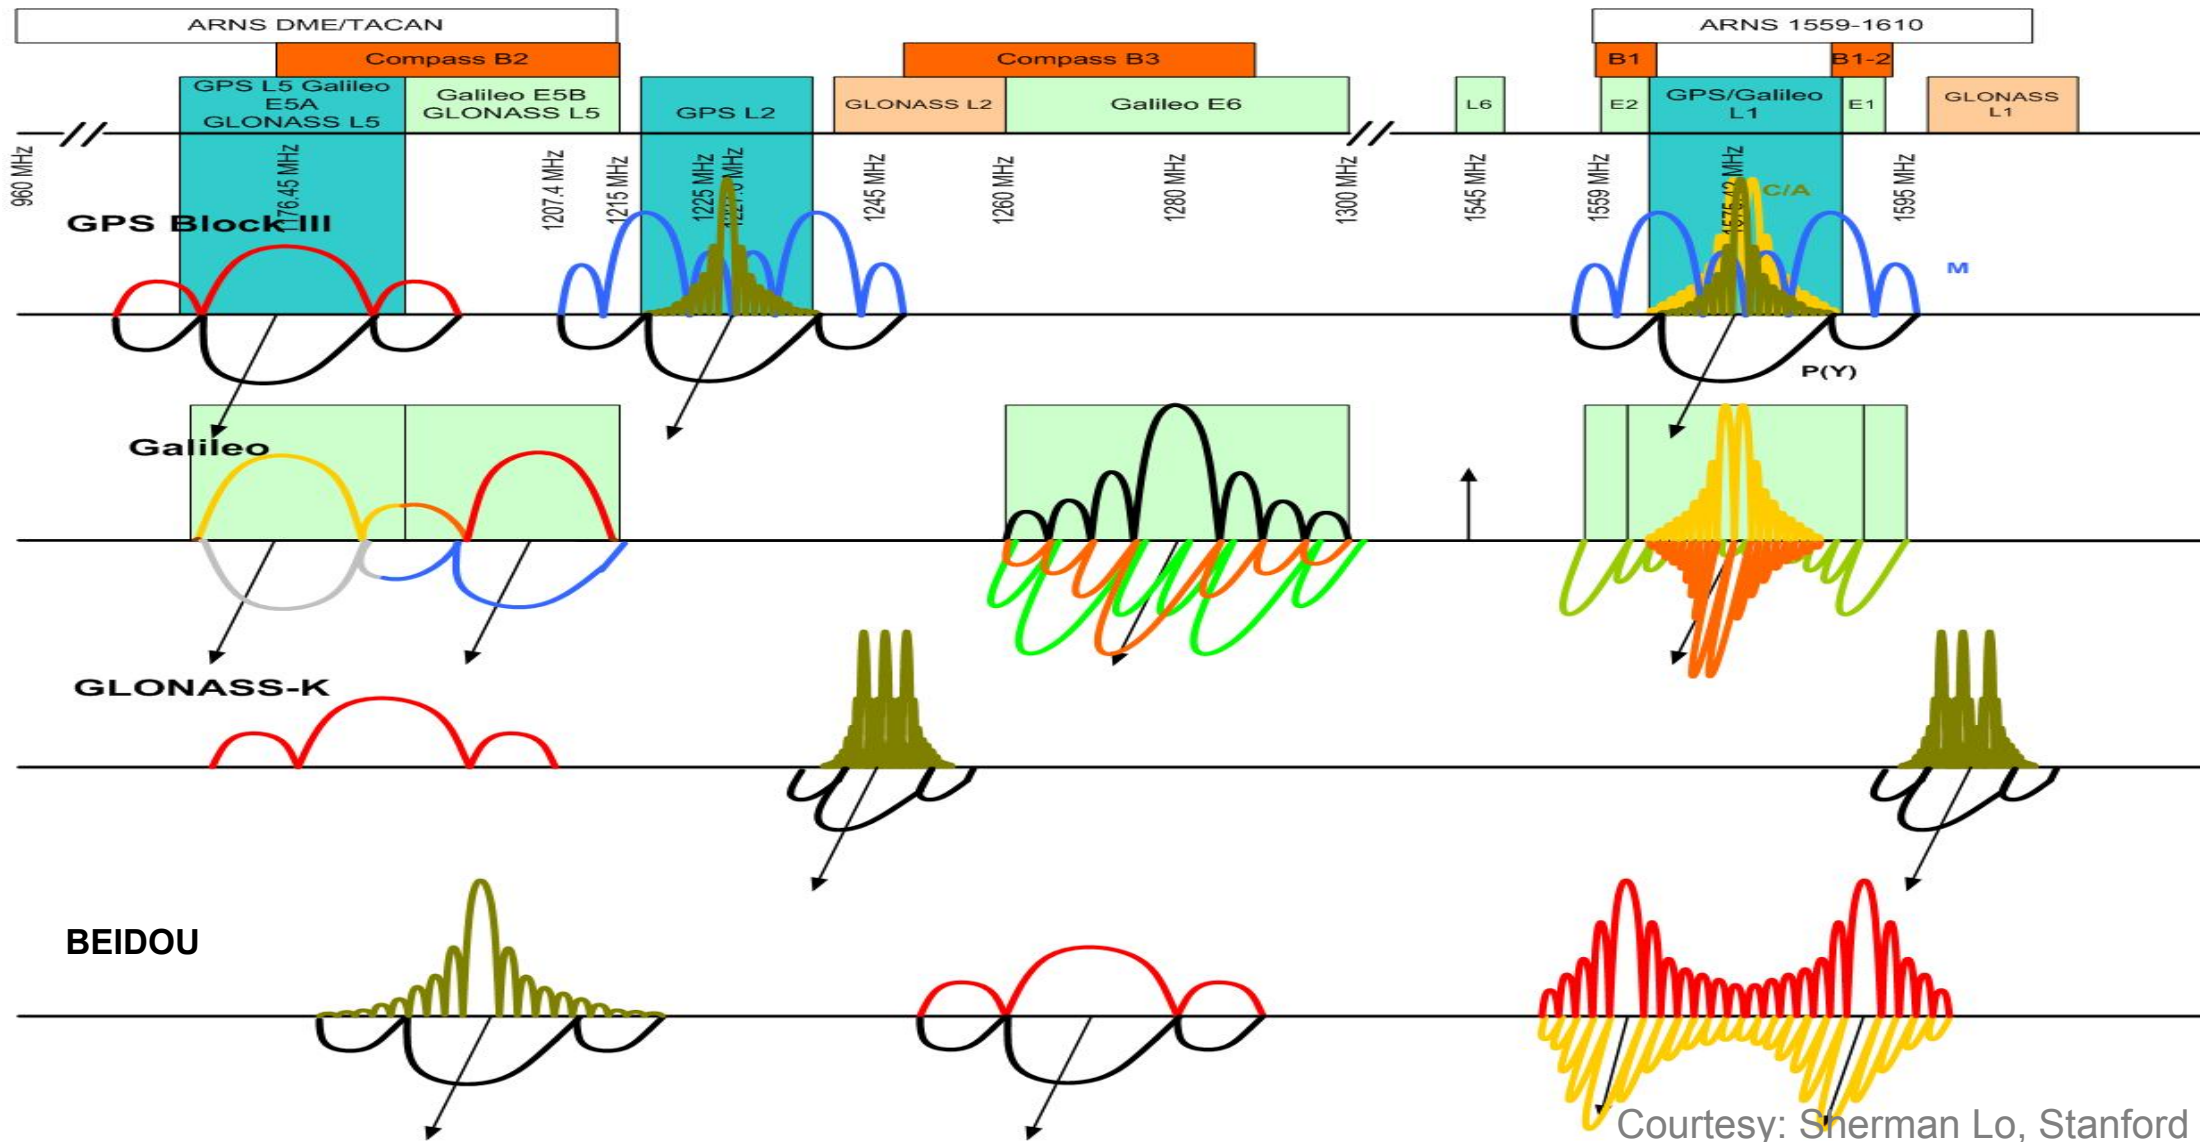 ARNS DME/TACAN
ARNS 1559-1610
Compass B2
Compass B3
B1
B1-2
GPS L5 Galileo
E5A
GLONASS L5
Galileo E5B
GLONASS L5
GPS L2
GLONASS L2
Galileo E6
L6
E2
GPS/Galileo
L1
E1
GLONASS
L1
960 MHz
1176.45 MHz
1207.4 MHz
1215 MHz
1225 MHz
MHz
1245 MHz
1260 MHz
1280 MHz
1300 MHz
1545 MHz
1559 MHz
MHz
1595 MHz
C/A
GPS Block III
M
P(Y)
Galileo
GLONASS-K
BEIDOU
Courtesy: Sherman Lo, Stanford